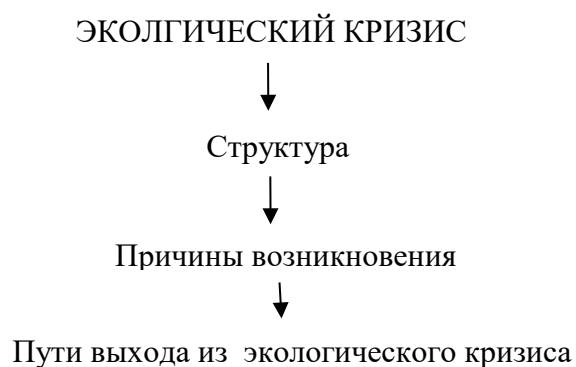 ЭКОЛГИЧЕСКИЙ КРИЗИС
Структура
Причины возникновения
Пути выхода из экологического кризиса